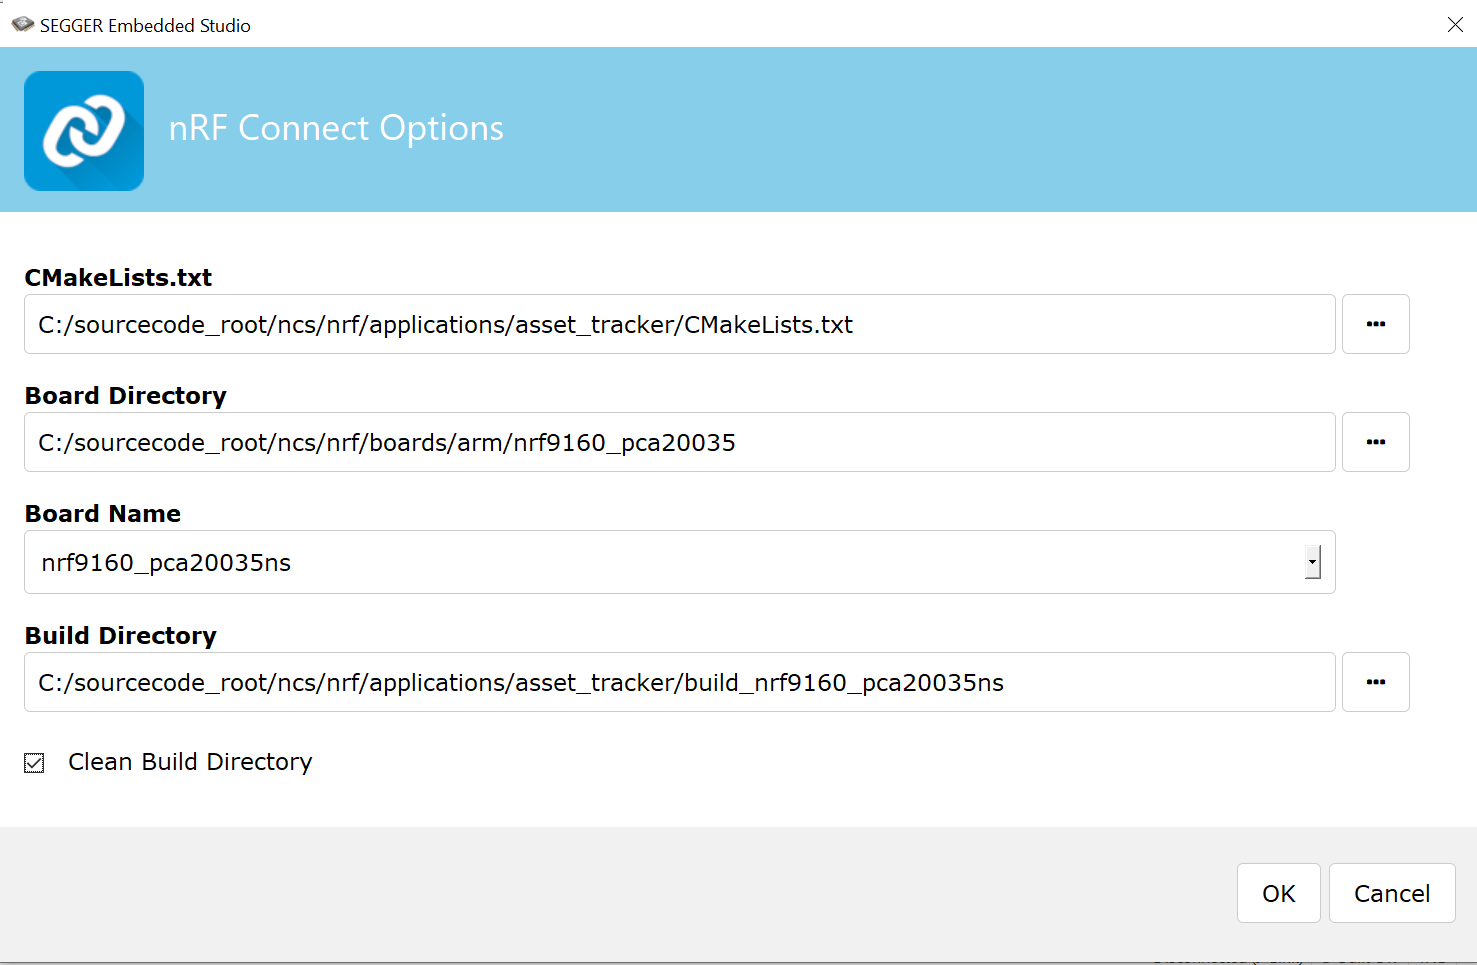 SEGGER Embedded Studio
nRF Connect Options
CMakeLists.txt
C:/sourcecode_root/ncs/nrf/applications/asset_tracker/CMakeLists.txt
Board Directory
C:/sourcecode_root/ncs/nrf/boards/arm/nrf9160_pca20035
Board Name
nrf9160_pca20035ns
Build Directory
C:/sourcecode_root/ncs/nrf/applications/asset_tracker/build_nrf9160_pca20035ns
Clean Build Directory
OK Cancel